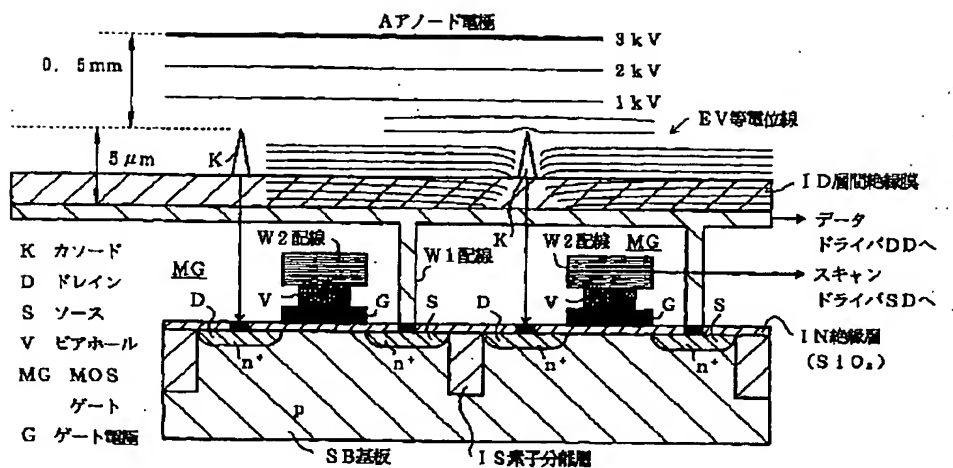 Aアノード電極
3kV
0.5mm
2kV
1kV
EV等電位線
K
5μm
ID層間絶縁膜
データ
ドライバDDへ
K
W2配線
W1配線
W2配線
MG
スキャン
ドライバSDへ
K カソード
D ドレイン
S ソース
V ビアホール
MG MOS
ゲート
G ゲート電極
MG
D
V
G
S
D
V
G
S
n⁺
n⁺
n⁺
n⁺
IN絶縁層
(SiO₂)
p
SB基板
IS素子分離層